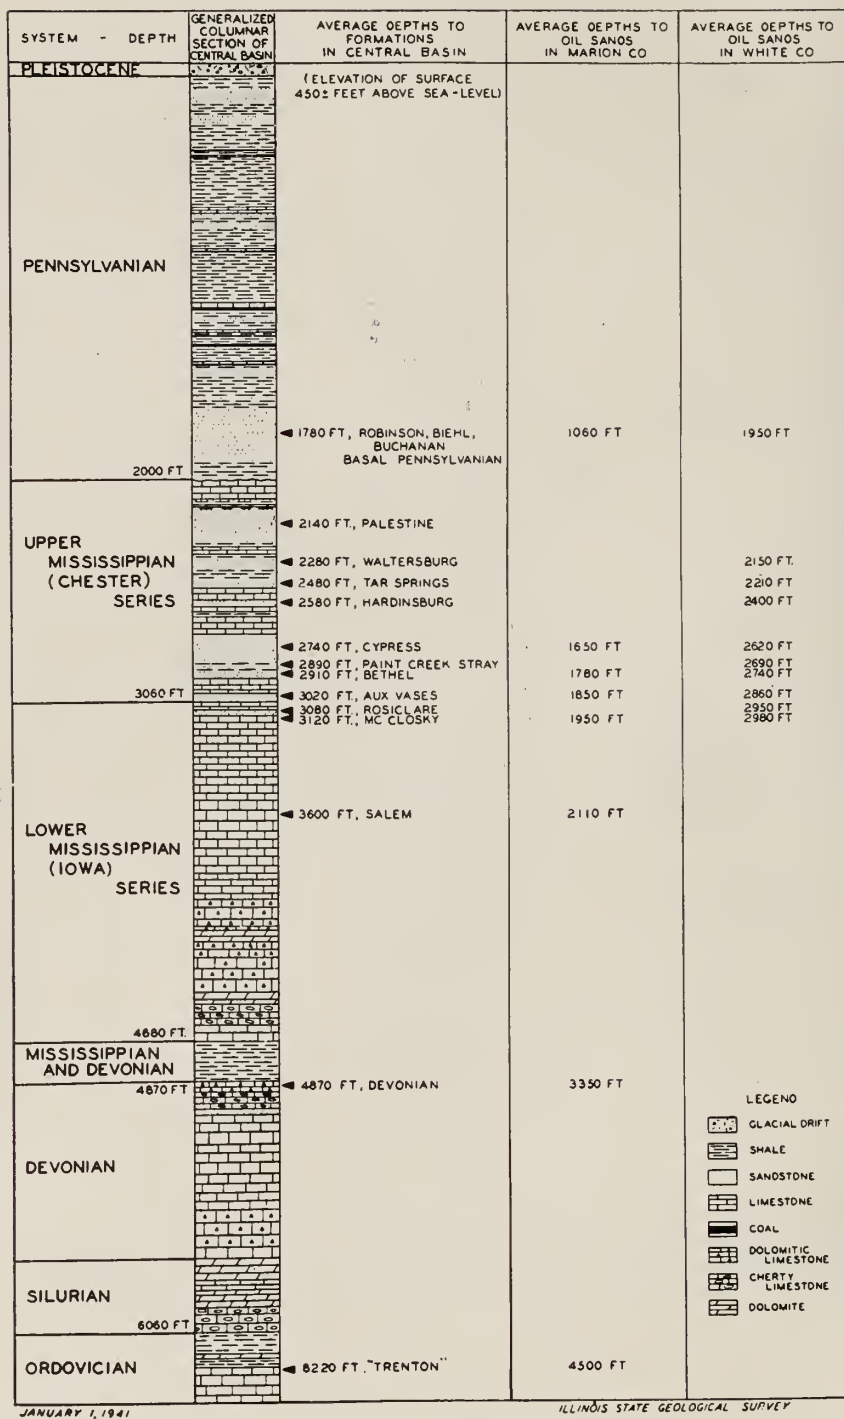 SYSTEM - DEPTH
GENERALIZED
COLUMNAR
SECTION OF
CENTRAL BASIN
AVERAGE DEPTHS TO
FORMATIONS
IN CENTRAL BASIN
AVERAGE DEPTHS TO
OIL SANDS
IN MARION CO
AVERAGE DEPTHS TO
OIL SANDS
IN WHITE CO
PLEISTOCENE
(ELEVATION OF SURFACE
450± FEET ABOVE SEA-LEVEL)
PENNSYLVANIAN
1780 FT, ROBINSON, BIEHL,
BUCHANAN
BASAL PENNSYLVANIAN
1060 FT
1950 FT
2000 FT
UPPER
MISSISSIPPIAN
(CHESTER)
SERIES
2140 FT., PALESTINE
2280 FT, WALTERSBURG
2150 FT.
2480 FT, TAR SPRINGS
2210 FT
2580 FT, HARDINSBURG
2400 FT
2740 FT, CYPRESS
1650 FT
2620 FT
2890 FT, PAINT CREEK STRAY
2690 FT
2910 FT, BETHEL
1780 FT
2740 FT
3060 FT
3020 FT, AUX VASES
1850 FT
2860 FT
3080 FT, ROSICLARE
2950 FT
3120 FT, MC CLOSKY
1950 FT
2980 FT
LOWER
MISSISSIPPIAN
(IOWA)
SERIES
3600 FT, SALEM
2110 FT
4680 FT.
MISSISSIPPIAN
AND DEVONIAN
4870 FT
4870 FT, DEVONIAN
3350 FT
DEVONIAN
SILURIAN
6060 FT
ORDOVICIAN
"TRENTON"
4500 FT
LEGEND
GLACIAL DRIFT
SHALE
SANDSTONE
LIMESTONE
COAL
DOLOMITIC
LIMESTONE
CHERTY
LIMESTONE
DOLOMITE
JANUARY 1, 1941
ILLINOIS STATE GEOLOGICAL SURVEY